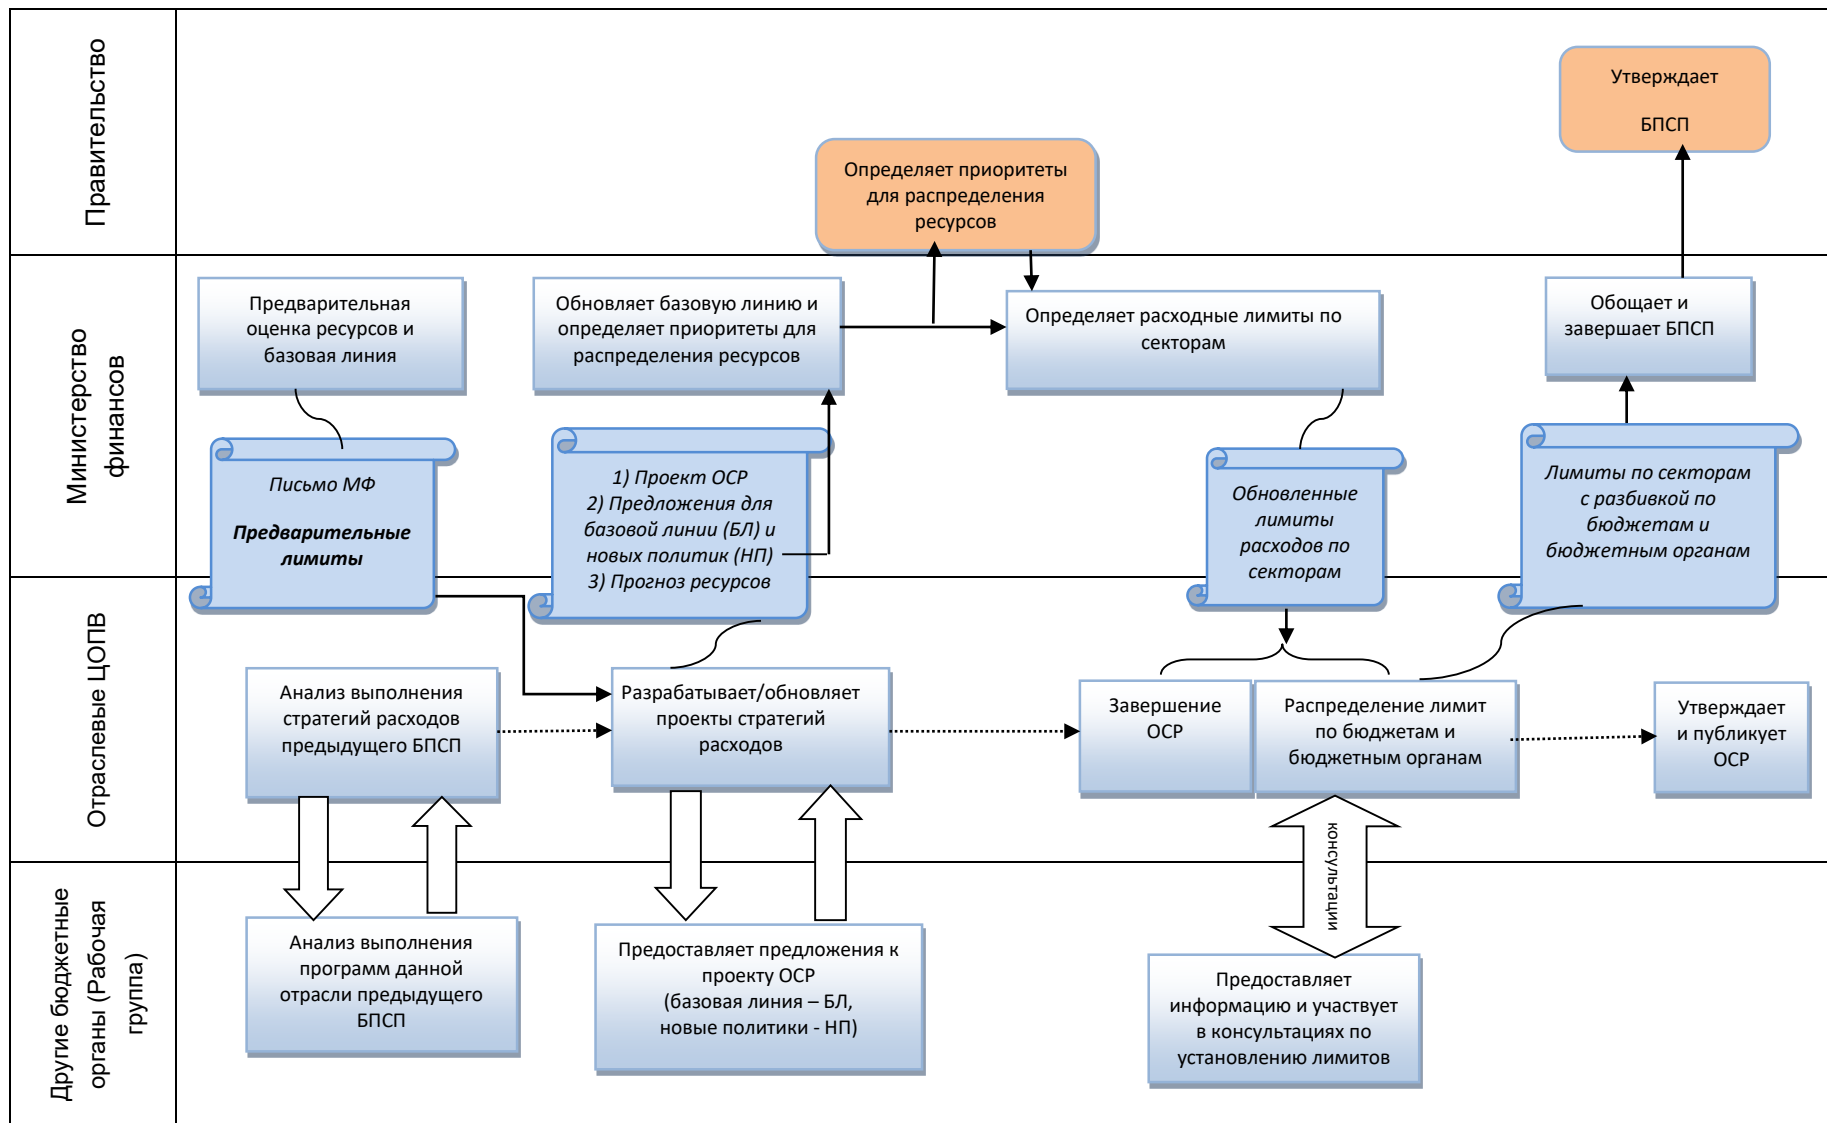 Правительство
Утверждает
БПСП
Определяет приоритеты
для распределения
ресурсов
Министерство
финансов
Предварительная
оценка ресурсов и
базовая линия
Обновляет базовую линию и
определяет приоритеты для
распределения ресурсов
Определяет расходные лимиты по
секторам
Обощает и
завершает БПСП
Письмо МФ
Предварительные
лимиты
1) Проект ОСР
2) Предложения для
базовой линии (БЛ) и
новых политик (НП)
3) Прогноз ресурсов
Обновленные
лимиты
расходов по
секторам
Лимиты по секторам
с разбивкой по
бюджетам и
бюджетным органам
Отраслевые ЦОПВ
Анализ выполнения
стратегий расходов
предыдущего БПСП
Разрабатывает/обновляет
проекты стратегий
расходов
Завершение
ОСР
Распределение лимит
по бюджетам и
бюджетным органам
Утверждает
и публикует
ОСР
консультации
Другие бюджетные
органы (Рабочая
группа)
Анализ выполнения
программ данной
отрасли предыдущего
БПСП
Предоставляет предложения к
проекту ОСР
(базовая линия – БЛ,
новые политики - НП)
Предоставляет
информацию и участвует
в консультациях по
установлению лимитов